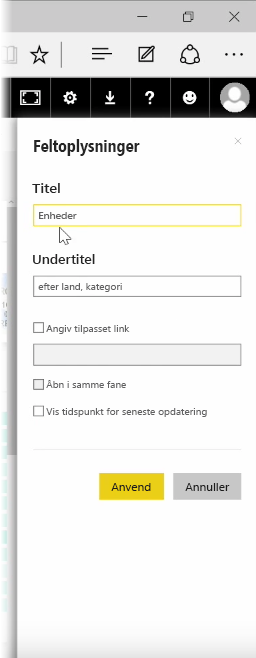 Feltoplysninger
Titel
Enheder
Undertitel
efter land, kategori
Angiv tilpasset link
Åbn i samme fane
Vis tidspunkt for seneste opdatering
Anvend
Annuller